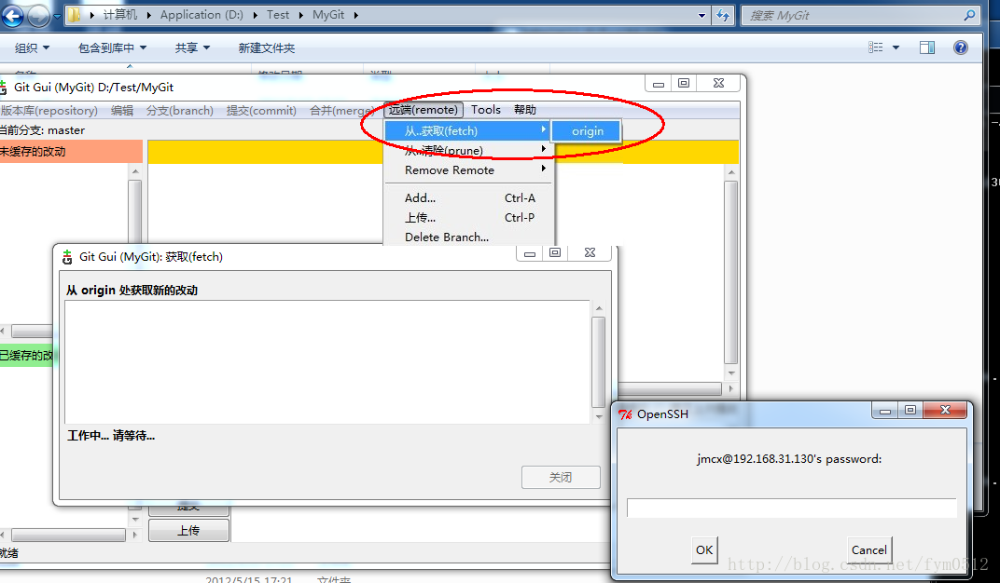 计算机 Application (D:) Test MyGit
搜索 MyGit
组织 包含到库中 共享 新建文件夹
Git Gui (MyGit) D:/Test/MyGit
版本库(repository) 编辑 分支(branch) 提交(commit) 合并(merge) 远端(remote) Tools 帮助
当前分支: master
未缓存的改动
从..获取(fetch)
origin
从..清除(prune)
Remove Remote
Add... Ctrl-A
上传... Ctrl-P
Delete Branch...
Git Gui (MyGit): 获取(fetch)
从 origin 处获取新的改动
已缓存的改
工作中... 请等待...
关闭
OpenSSH
jmcx@192.168.31.130's password:
OK Cancel
提交
上传
就绪
http://blog.csdn.net/fym0512
2012/5/15 17:21 文件夹